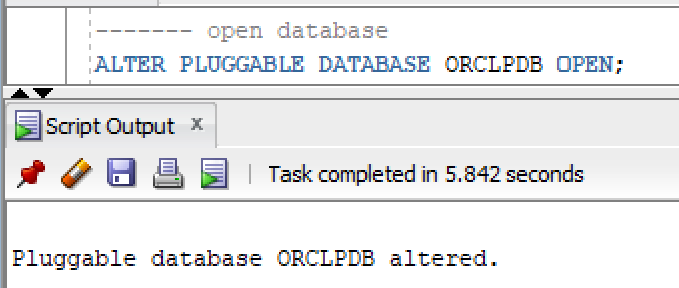 ------- open database
ALTER PLUGGABLE DATABASE ORCLPDB OPEN;
Script Output x
Task completed in 5.842 seconds
Pluggable database ORCLPDB altered.